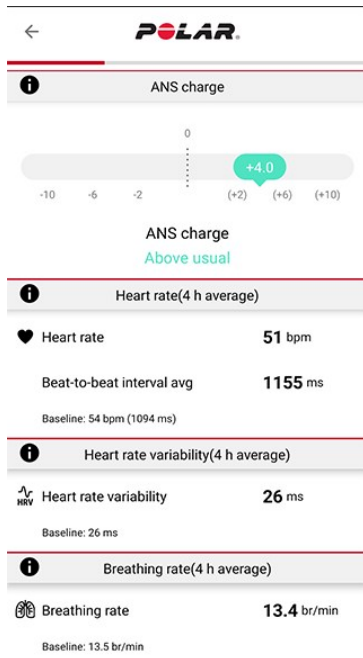 POLAR.
ANS charge
0
+4.0
-10 -6 -2 (+2) (+6) (+10)
ANS charge
Above usual
Heart rate(4 h average)
Heart rate 51 bpm
Beat-to-beat interval avg 1155 ms
Baseline: 54 bpm (1094 ms)
Heart rate variability(4 h average)
HRV Heart rate variability 26 ms
Baseline: 26 ms
Breathing rate(4 h average)
Breathing rate 13.4 br/min
Baseline: 13.5 br/min